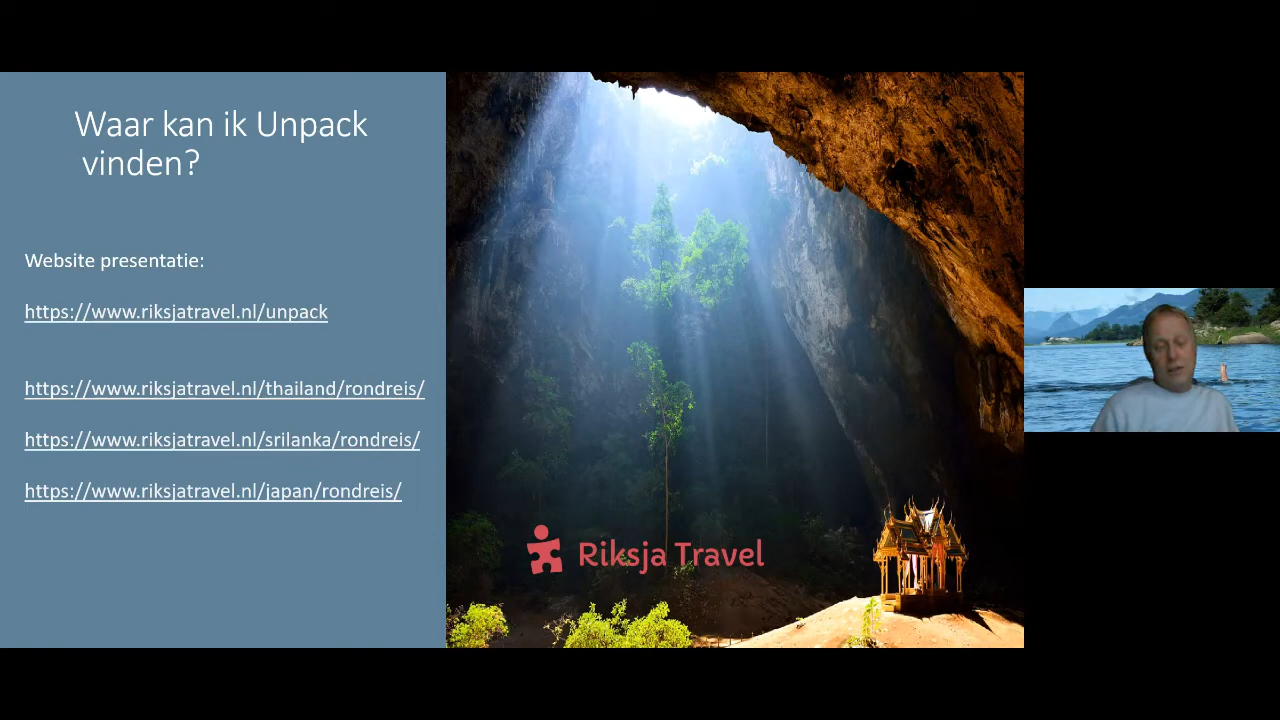 Waar kan ik Unpack
vinden?
Website presentatie:
https://www.riksjatravel.nl/unpack
https://www.riksjatravel.nl/thailand/rondreis/
https://www.riksjatravel.nl/srilanka/rondreis/
https://www.riksjatravel.nl/japan/rondreis/
Riksja Travel